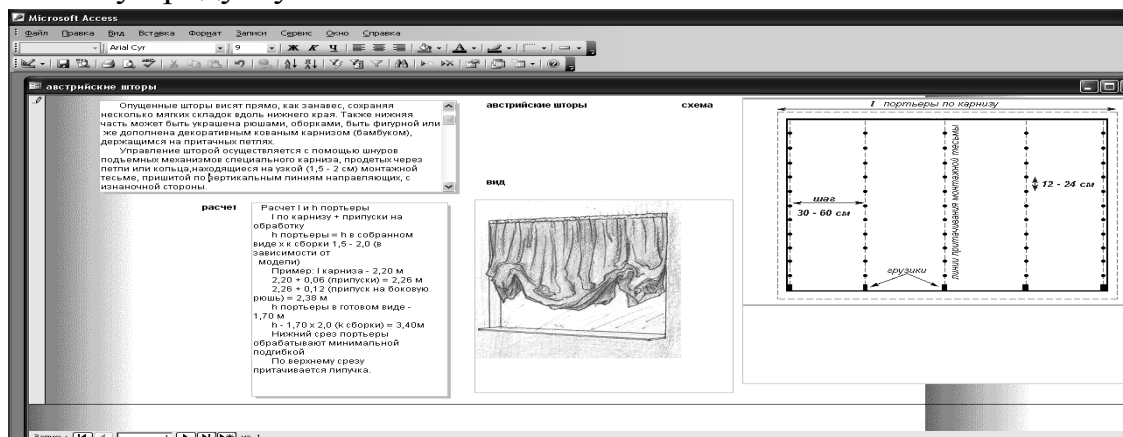 Microsoft Access
Файл Правка Вид Вставка Формат Записи Сервис Окно Справка
Arial Cyr 9 Ж К Ч
австрийские шторы
Опущенные шторы висят прямо, как занавес, сохраняя
несколько мягких складок вдоль нижнего края. Также нижняя
часть может быть украшена рюшами, оборками, быть фигурной или
же дополнена декоративным кованым карнизом (бамбуком),
держащимся на притачных петлях.
Управление шторой осуществляется с помощью шнуров
подъемных механизмов специального карниза, продетых через
петли или кольца,находящиеся на узкой (1,5 - 2 см) монтажной
тесьме, пришитой по вертикальным линиям направляющих, с
изнаночной стороны.
расчет
Расчет l и h портьеры
l по карнизу + припуски на
обработку
h портьеры = h в собранном
виде х к сборки 1,5 - 2,0 (в
зависимости от
модели)
Пример: l карниза - 2,20 м
2,20 + 0,06 (припуски) = 2,26 м
2,26 + 0,12 (припуск на боковую
рюшь) = 2,38 м
h портьеры в готовом виде -
1,70 м
h - 1,70 х 2,0 (к сборки) = 3,40м
Нижний срез портьеры
обрабатывают минимальной
подгибкой
По верхнему срезу
притачивается липучка.
австрийские шторы схема
вид
l портьеры по карнизу
шаг
30 - 60 см
линии притачивания монтажной тесьмы
12 - 24 см
грузики